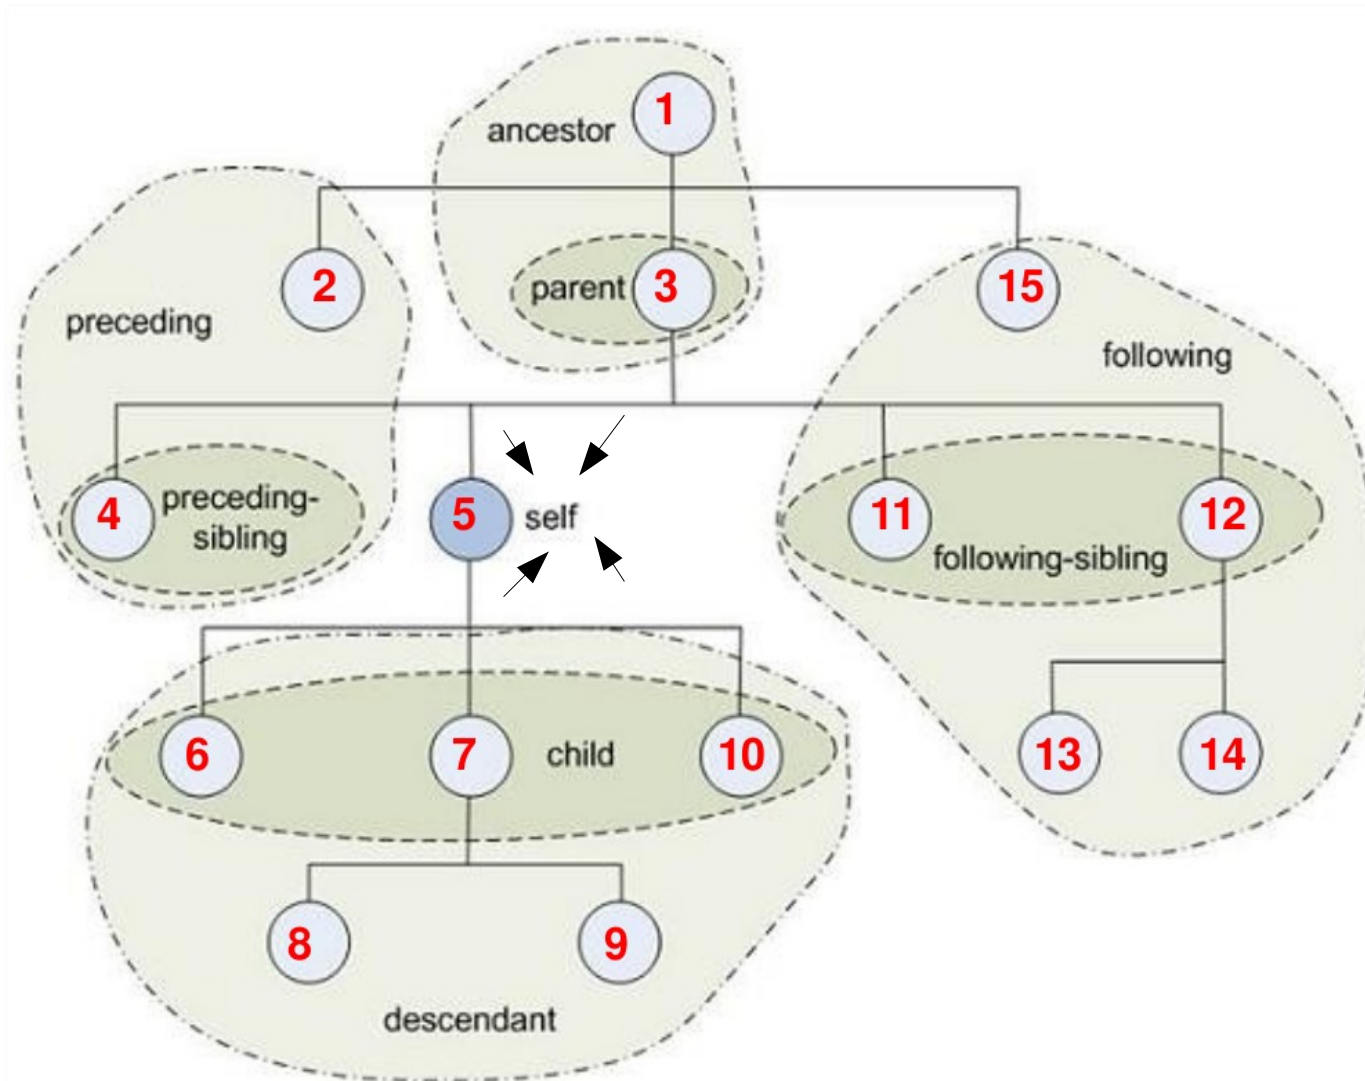 1
ancestor
2
parent
3
15
preceding
following
4
preceding-
sibling
5
self
11
12
following-sibling
6
7
child
10
13
14
8
9
descendant